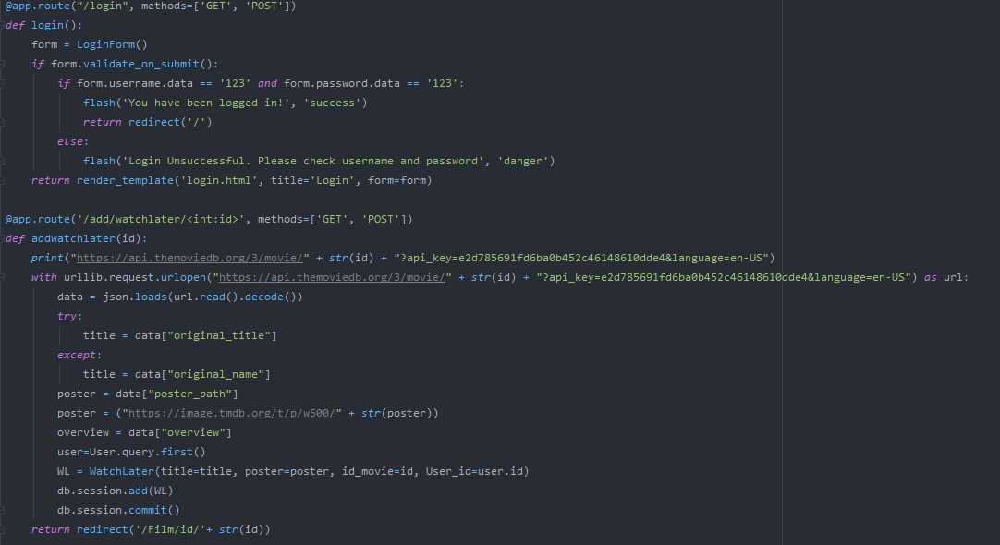 @app.route("/login", methods=['GET', 'POST'])
def login():
    form = LoginForm()
    if form.validate_on_submit():
        if form.username.data == '123' and form.password.data == '123':
            flash('You have been logged in!', 'success')
            return redirect('/')
        else:
            flash('Login Unsuccessful. Please check username and password', 'danger')
    return render_template('login.html', title='Login', form=form)
@app.route('/add/watchlater/<int:id>', methods=['GET', 'POST'])
def addwatchlater(id):
    print("https://api.themoviedb.org/3/movie/" + str(id) + "?api_key=e2d785691fd6ba0b452c46148610dde4&language=en-US")
    with urllib.request.urlopen("https://api.themoviedb.org/3/movie/" + str(id) + "?api_key=e2d785691fd6ba0b452c46148610dde4&language=en-US") as url:
        data = json.loads(url.read().decode())
        try:
            title = data["original_title"]
        except:
            title = data["original_name"]
        poster = data["poster_path"]
        poster = ("https://image.tmdb.org/t/p/w500/" + str(poster))
        overview = data["overview"]
        user=User.query.first()
        WL = WatchLater(title=title, poster=poster, id_movie=id, User_id=user.id)
        db.session.add(WL)
        db.session.commit()
    return redirect('/Film/id/'+ str(id))